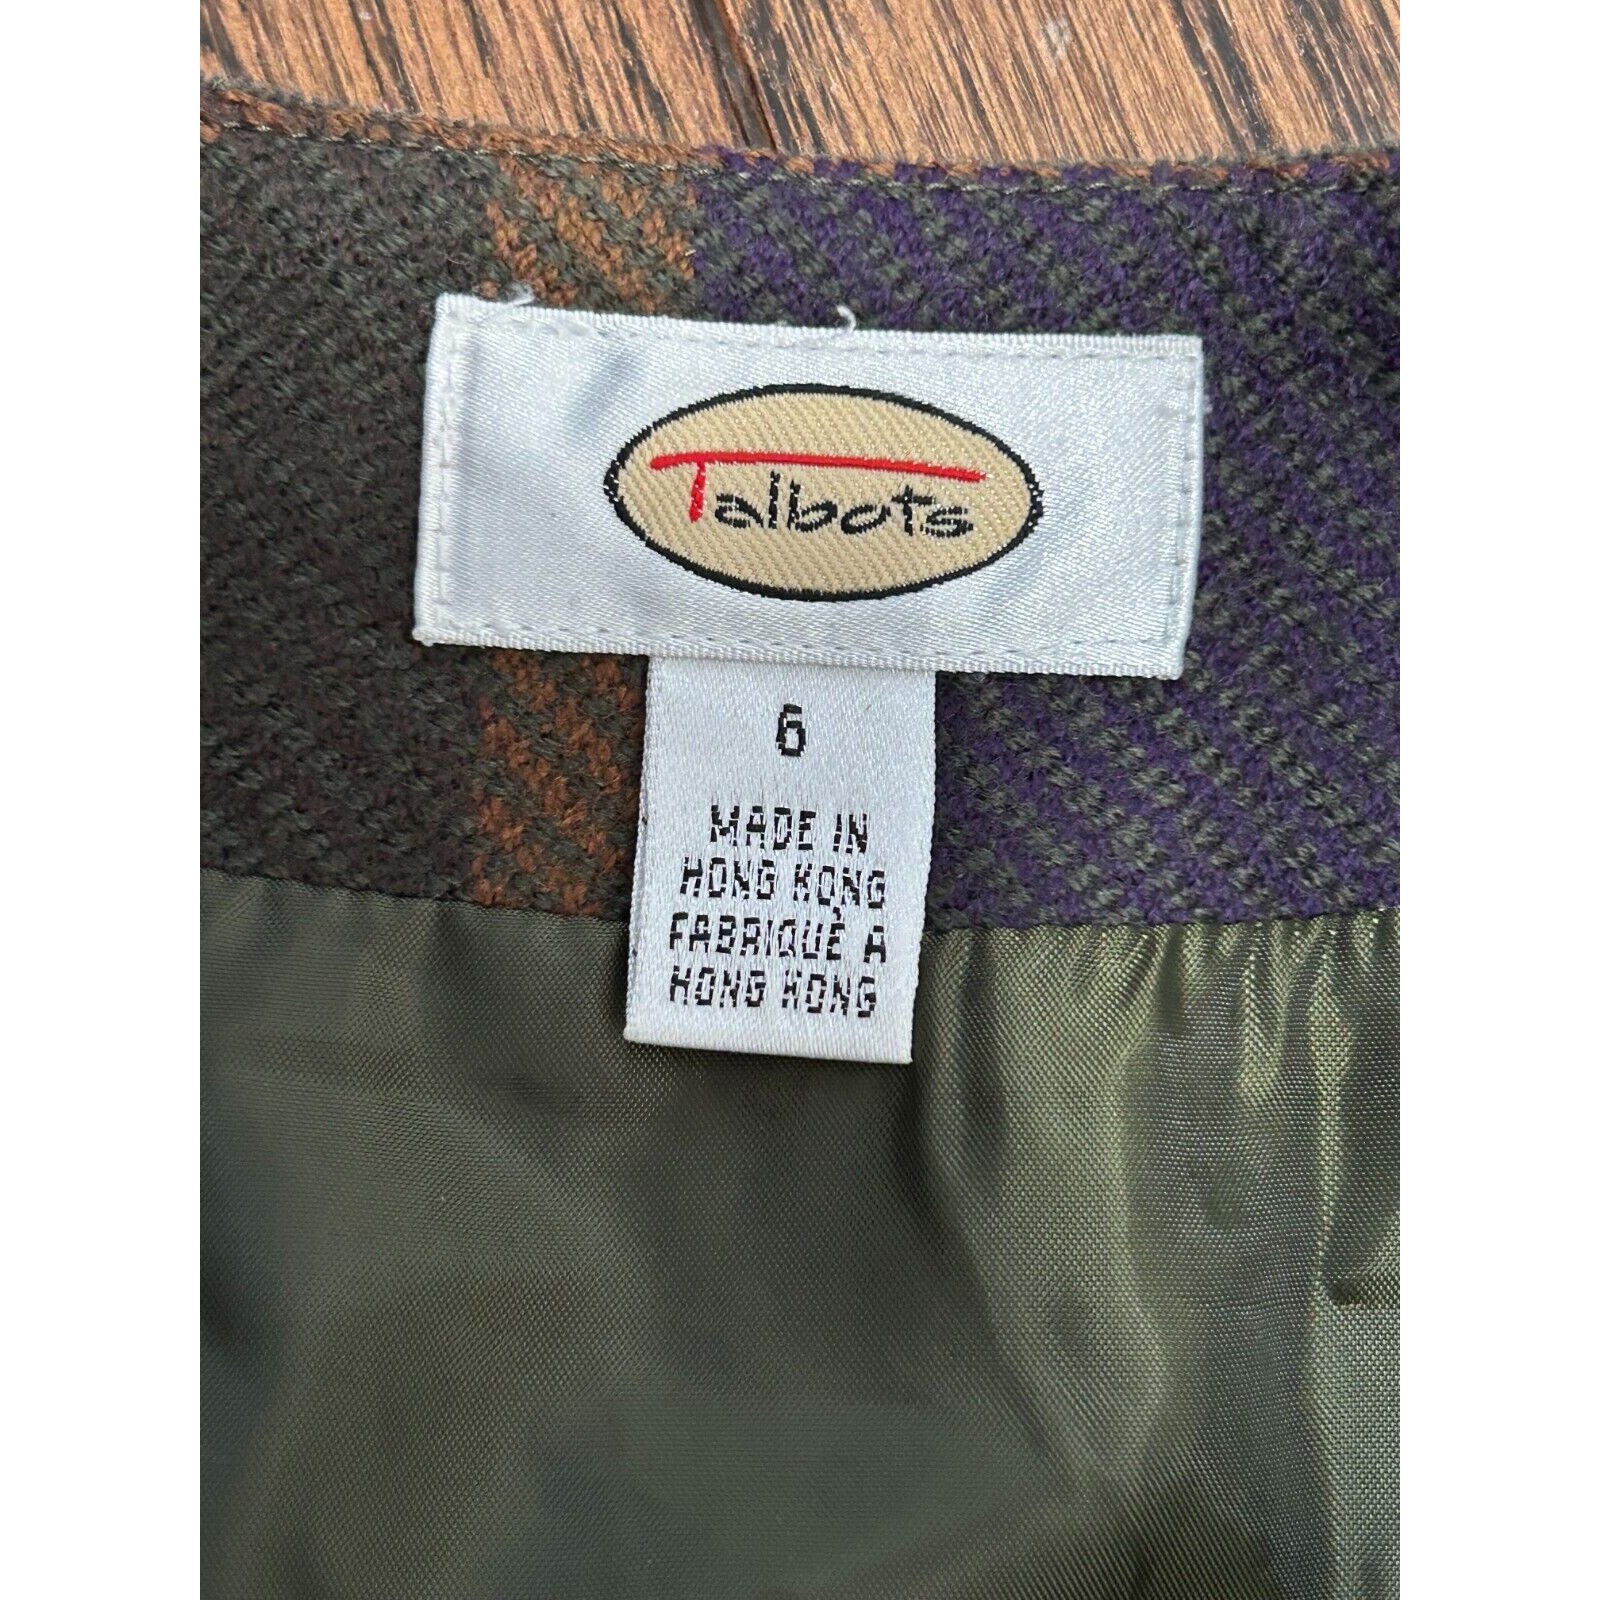 Talbots
6
MADE IN
HONG KONG
FABRIQUÉ À
HONG KONG